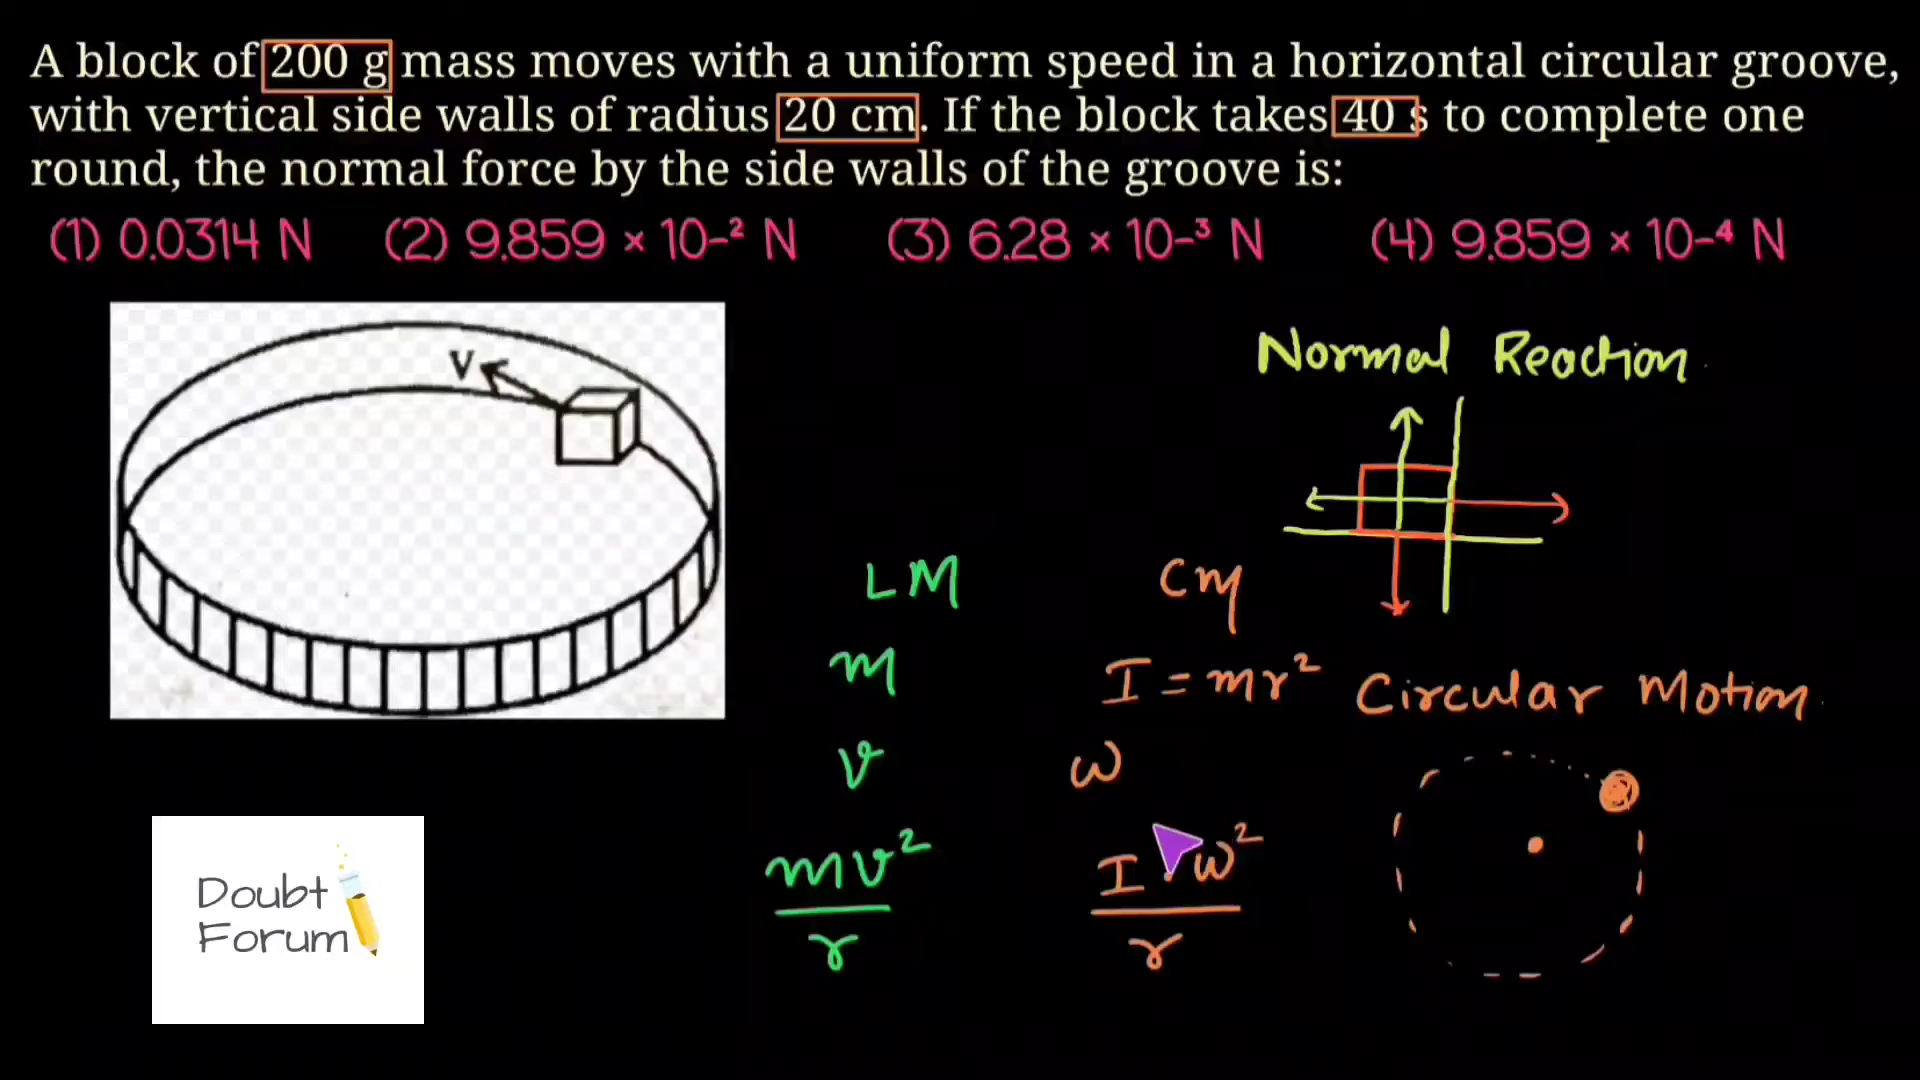 A block of 200 g mass moves with a uniform speed in a horizontal circular groove,
with vertical side walls of radius 20 cm. If the block takes 40 s to complete one
round, the normal force by the side walls of the groove is:
(1) 0.0314 N (2) 9.859 × 10-² N (3) 6.28 × 10-³ N (4) 9.859 × 10-⁴ N
Normal Reaction
V
LM CM
m I = mr² Circular Motion
v ω
mv² I ω²
r r
Doubt
Forum